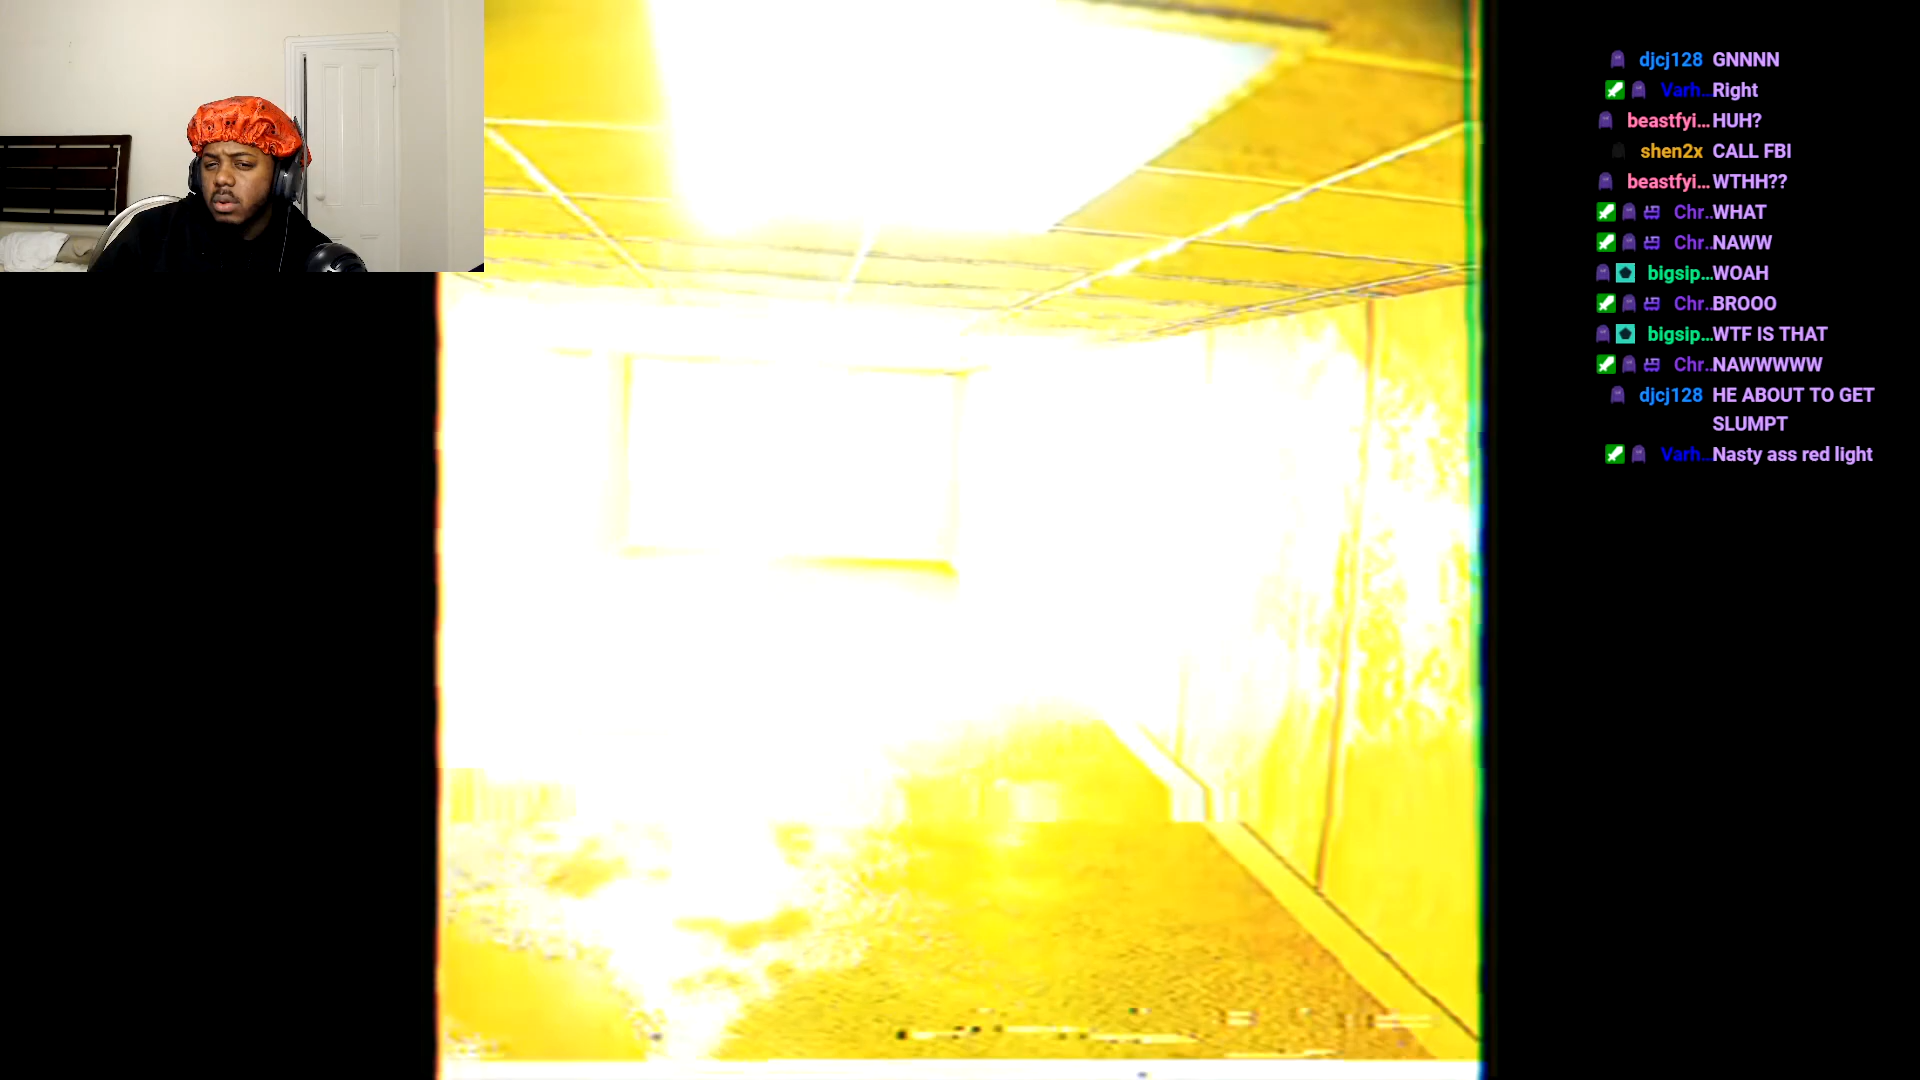 djcj128 GNNNN
Varh... Right
beastfyi... HUH?
shen2x CALL FBI
beastfyi... WTHH??
Chr.. WHAT
Chr.. NAWW
bigsip... WOAH
Chr.. BROOO
bigsip... WTF IS THAT
Chr.. NAWWWWW
djcj128 HE ABOUT TO GET
SLUMPT
Varh... Nasty ass red light